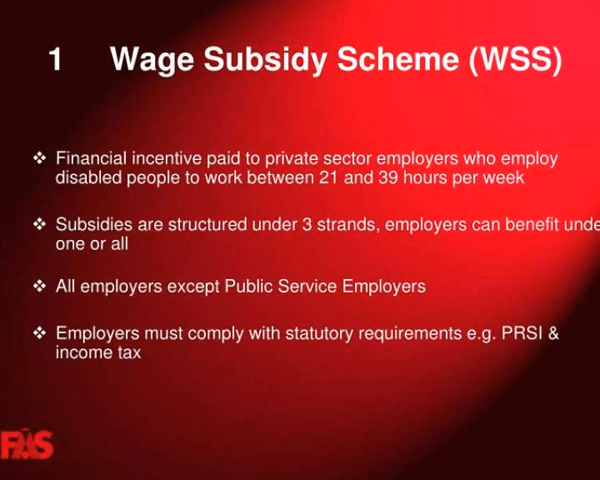 1 Wage Subsidy Scheme (WSS)
❖ Financial incentive paid to private sector employers who employ
disabled people to work between 21 and 39 hours per week
❖ Subsidies are structured under 3 strands, employers can benefit unde
one or all
❖ All employers except Public Service Employers
❖ Employers must comply with statutory requirements e.g. PRSI &
income tax
FÁS